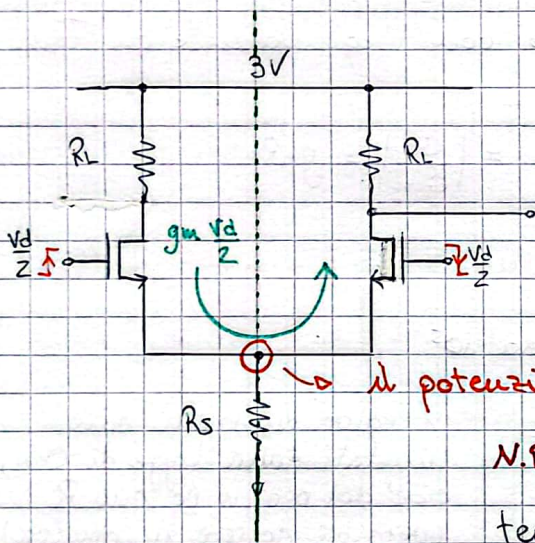 3V
RL
RL
Vd/2
gm Vd/2
Vd/2
il potenzi
Rs
N.
te